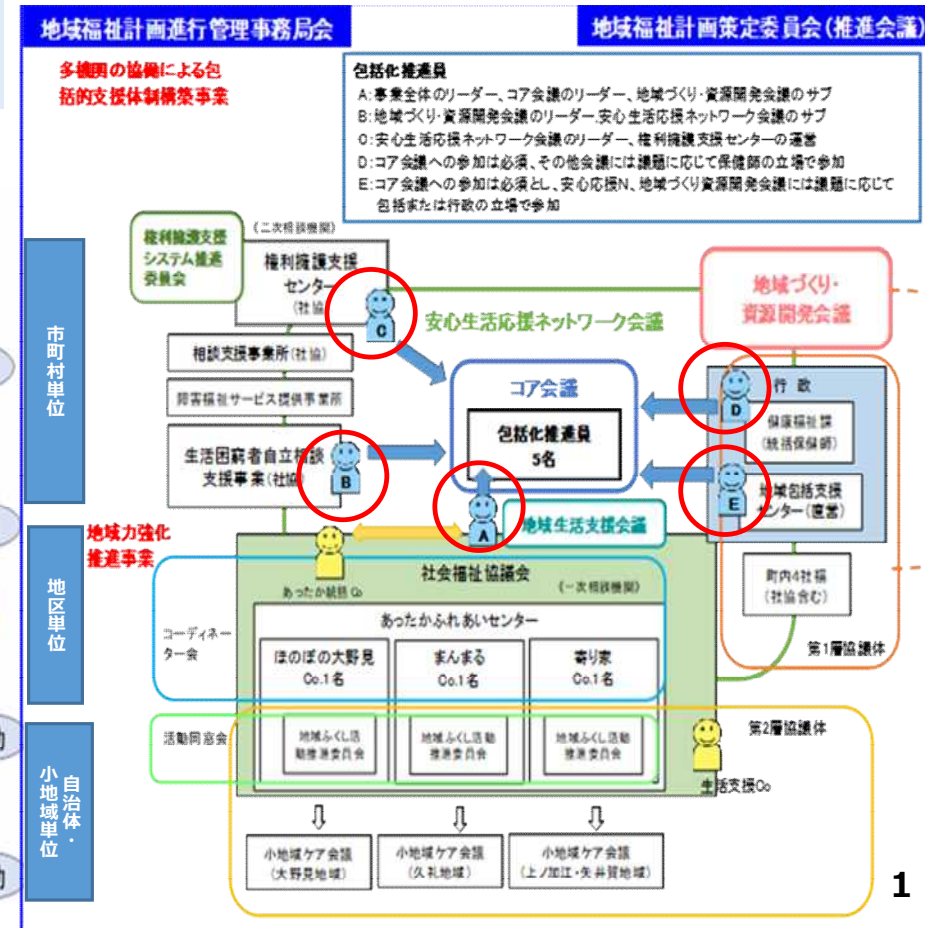 地域福祉計画進行管理事務局会
地域福祉計画策定委員会(推進会議)
多機関の協働による包
括的支援体制構築事業
包括化推進員
A:事業全体のリーダー、コア会議のリーダー、地域づくり・資源開発会議のサブ
B:地域づくり・資源開発会議のリーダー、安心生活応援ネットワーク会議のサブ
C:安心生活応援ネットワーク会議のリーダー、権利擁護支援センターの運営
D:コア会議への参加は必須、その他会議には議題に応じて保健師の立場で参加
E:コア会議への参加は必須とし、安心応援N、地域づくり資源開発会議には議題に応じて
包括または行政の立場で参加
権利擁護支援
システム推進
委員会
《二次相談機関》
権利擁護支援
センター
(社協)
C
安心生活応援ネットワーク会議
地域づくり・
資源開発会議
市町村単位
相談支援事業所(社協)
障害福祉サービス提供事業所
生活困窮者自立相談
支援事業(社協)
B
コア会議
包括化推進員
5名
A
D
行政
健康福祉課
(統括保健師)
E
地域包括支援
センター(直営)
地域生活支援会議
地域力強化
推進事業
町内4社福
(社協含む)
第1層協議体
地区単位
社会福祉協議会
あったか統括Co
《一次相談機関》
あったかふれあいセンター
コーディネー
ター会
ほのぼの大野見
Co.1名
まんまる
Co.1名
寄り家
Co.1名
活動同窓会
地域ふくし活
動推進委員会
地域ふくし活動
推進委員会
地域ふくし活動
推進委員会
第2層協議体
生活支援Co
自治体・
小地域単位
小地域ケア会議
(大野見地域)
小地域ケア会議
(久礼地域)
小地域ケア会議
(上ノ加江・矢井賀地域)
1